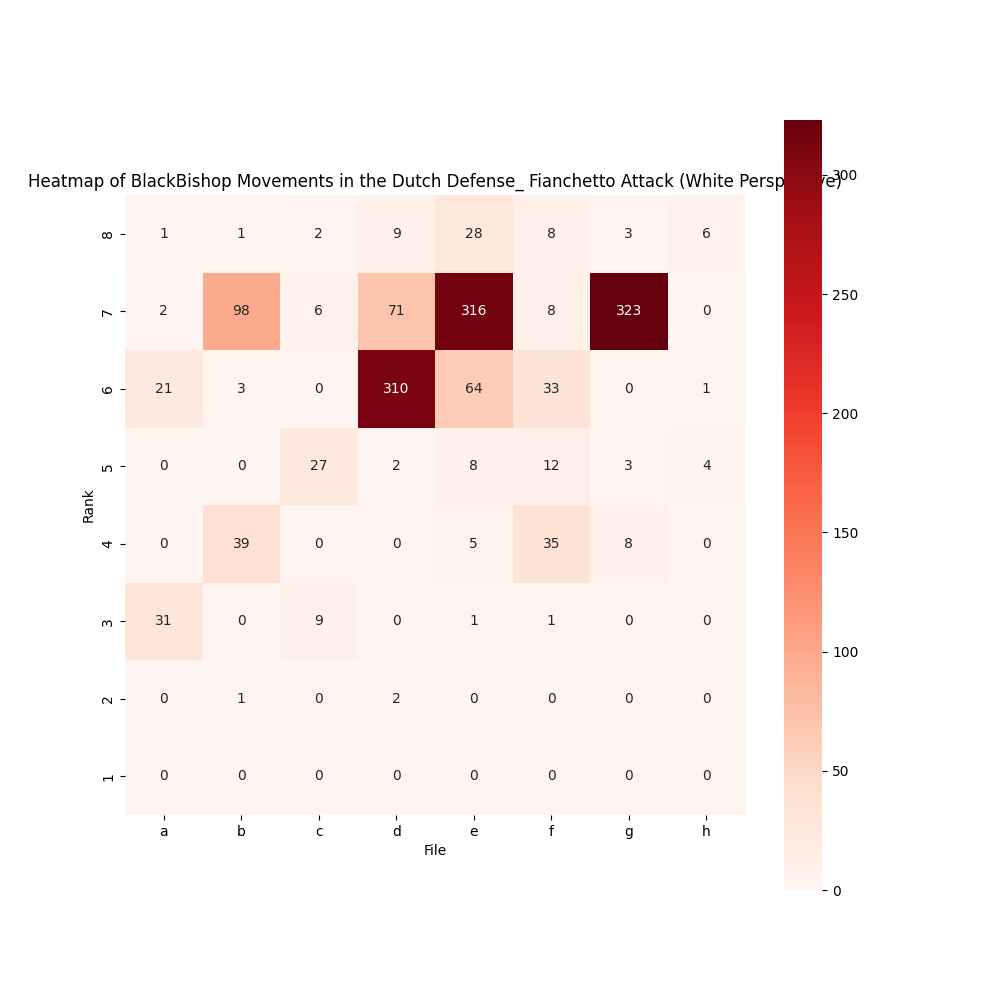 Heatmap of BlackBishop Movements in the Dutch Defense_ Fianchetto Attack (White Perspective)
300
8 1 1 2 9 28 8 3 6
250
7 2 98 6 71 316 8 323 0
6 21 3 0 310 64 33 0 1
200
5 0 0 27 2 8 12 3 4
Rank
150
4 0 39 0 0 5 35 8 0
3 31 0 9 0 1 1 0 0
100
2 0 1 0 2 0 0 0 0
50
1 0 0 0 0 0 0 0 0
a b c d e f g h
File
0